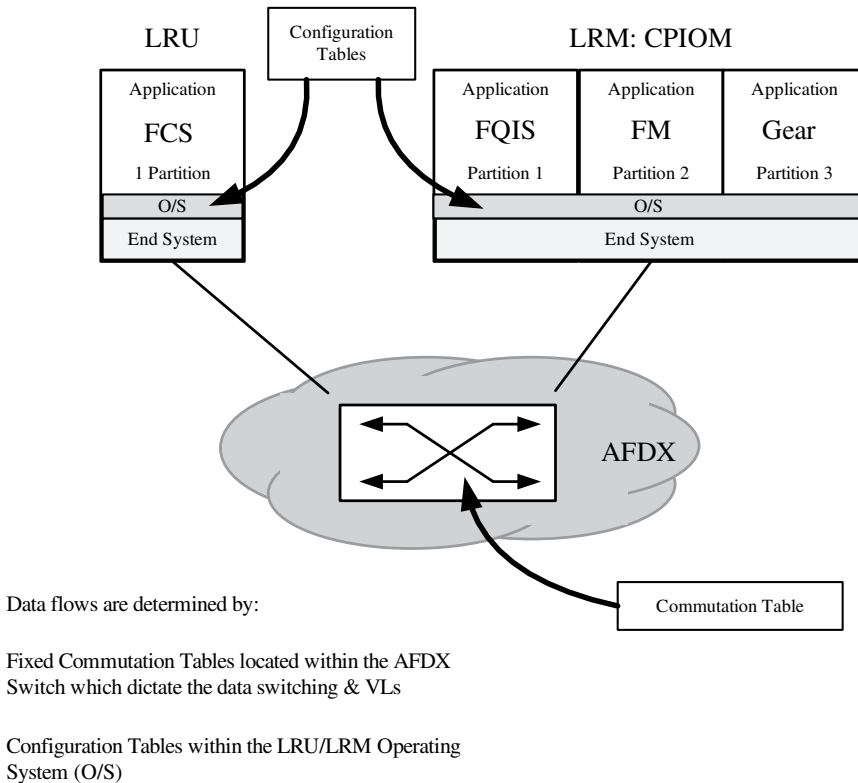 LRU
Configuration
Tables
LRM: CPIOM
Application
FCS
1 Partition
O/S
End System
Application
FQIS
Partition 1
Application
FM
Partition 2
Application
Gear
Partition 3
O/S
End System
AFDX
Commutation Table
Data flows are determined by:
Fixed Commutation Tables located within the AFDX
Switch which dictate the data switching & VLs
Configuration Tables within the LRU/LRM Operating
System (O/S)